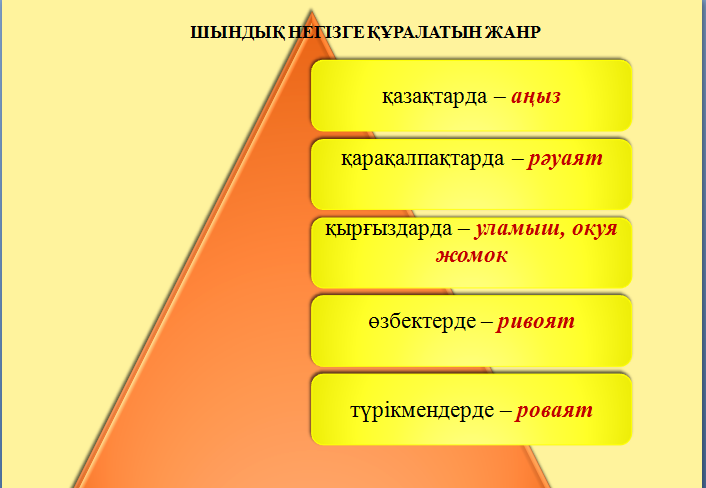 ШЫНДЫҚ НЕГІЗГЕ ҚҰРАЛАТЫН ЖАНР
қазақтарда – аңыз
қарақалпақтарда – рәуаят
қырғыздарда – уламыш, окуя
жомок
өзбектерде – ривоят
түрікмендерде – роваят